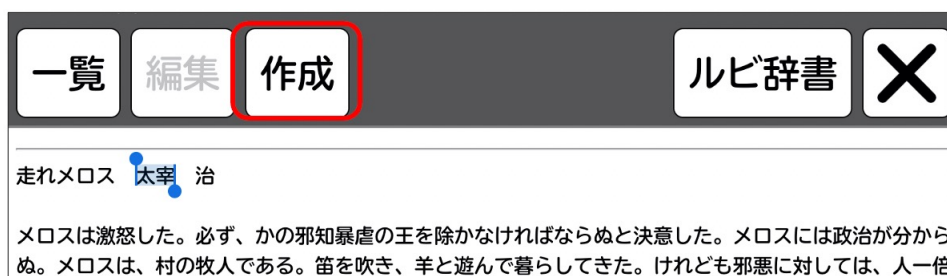 一覧 編集 作成 ルビ辞書
走れメロス 太宰 治
メロスは激怒した。必ず、かの邪知暴虐の王を除かなければならぬと決意した。メロスには政治が分から
ぬ。メロスは、村の牧人である。笛を吹き、羊と遊んで暮らしてきた。けれども邪悪に対しては、人一倍